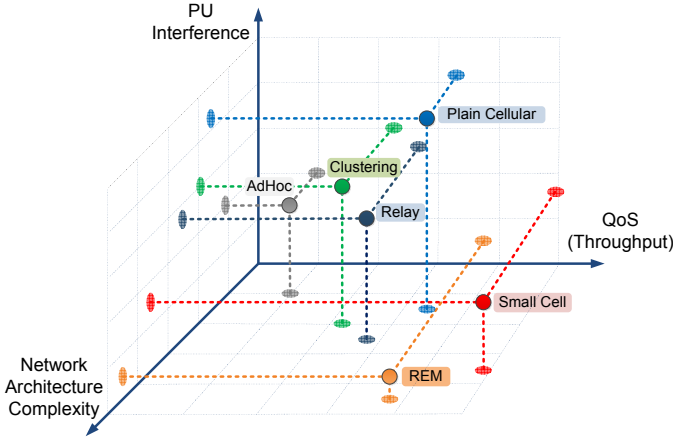 PU
Interference
Plain Cellular
Clustering
AdHoc
Relay
QoS
(Throughput)
Small Cell
Network
Architecture
Complexity
REM